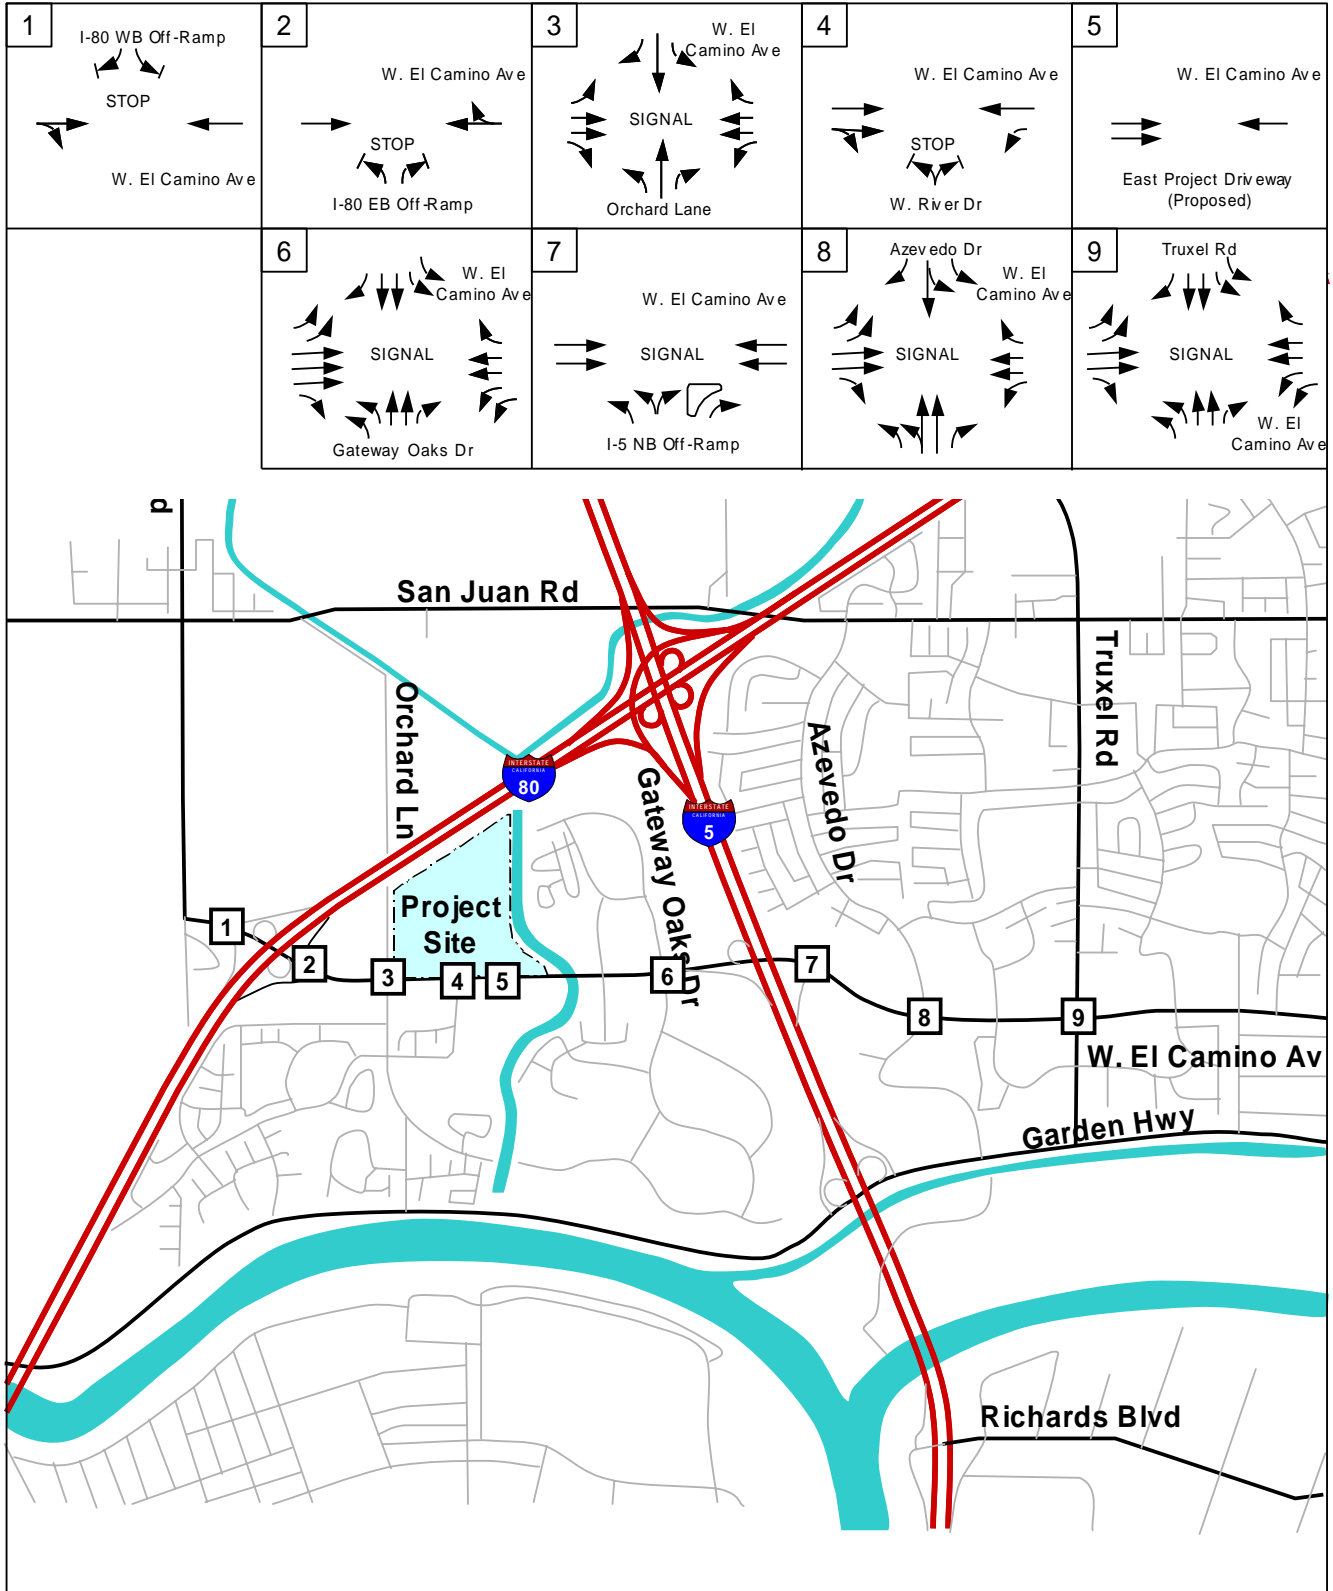 1
I-80 WB Off-Ramp
STOP
W. El Camino Ave
2
W. El Camino Ave
STOP
I-80 EB Off-Ramp
3
W. El
Camino Ave
SIGNAL
Orchard Lane
4
W. El Camino Ave
STOP
W. River Dr
5
W. El Camino Ave
East Project Driveway
(Proposed)
6
W. El
Camino Ave
SIGNAL
Gateway Oaks Dr
7
W. El Camino Ave
SIGNAL
I-5 NB Off-Ramp
8
Azevedo Dr
W. El
Camino Ave
SIGNAL
9
Truxel Rd
SIGNAL
W. El
Camino Ave
d
San Juan Rd
Orchard Ln
Truxel Rd
Azevedo Dr
Gateway Oaks Dr
INTERSTATE
CALIFORNIA
80
INTERSTATE
CALIFORNIA
5
Project
Site
1
2
3
4
5
6
7
8
9
W. El Camino Av
Garden Hwy
Richards Blvd